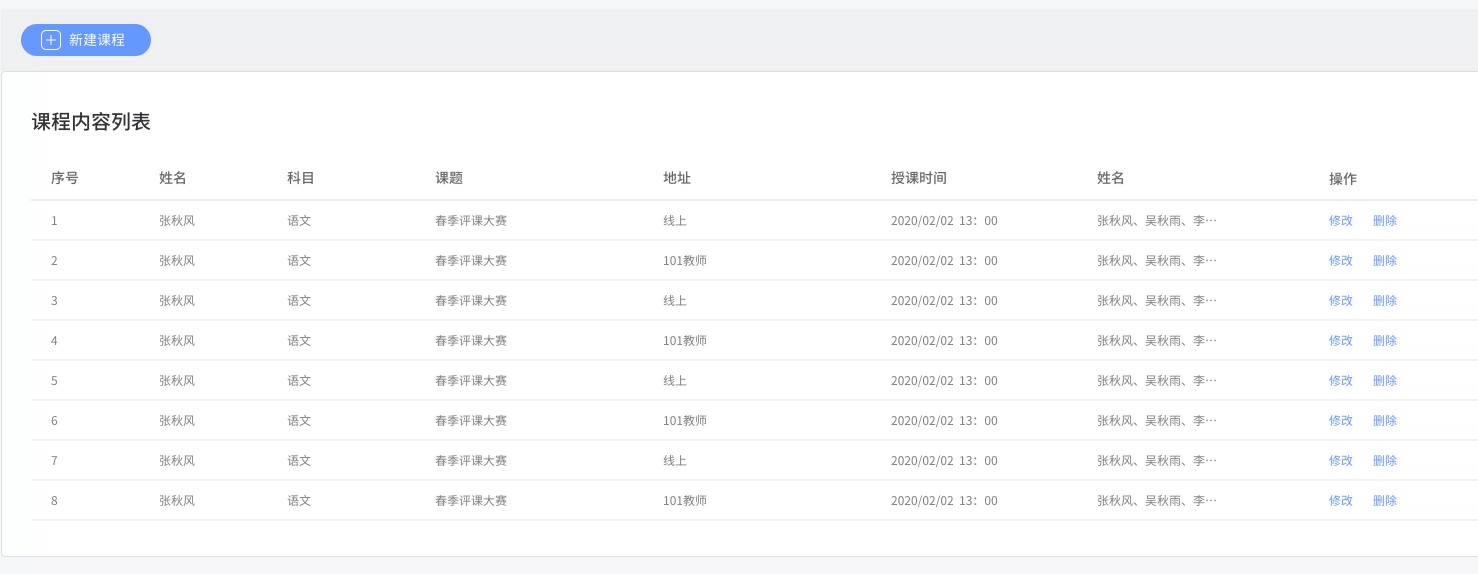 新建课程
课程内容列表
序号 姓名 科目 课题 地址 授课时间 姓名 操作
1 张秋风 语文 春季评课大赛 线上 2020/02/02 13：00 张秋风、吴秋雨、李… 修改 删除
2 张秋风 语文 春季评课大赛 101教师 2020/02/02 13：00 张秋风、吴秋雨、李… 修改 删除
3 张秋风 语文 春季评课大赛 线上 2020/02/02 13：00 张秋风、吴秋雨、李… 修改 删除
4 张秋风 语文 春季评课大赛 101教师 2020/02/02 13：00 张秋风、吴秋雨、李… 修改 删除
5 张秋风 语文 春季评课大赛 线上 2020/02/02 13：00 张秋风、吴秋雨、李… 修改 删除
6 张秋风 语文 春季评课大赛 101教师 2020/02/02 13：00 张秋风、吴秋雨、李… 修改 删除
7 张秋风 语文 春季评课大赛 线上 2020/02/02 13：00 张秋风、吴秋雨、李… 修改 删除
8 张秋风 语文 春季评课大赛 101教师 2020/02/02 13：00 张秋风、吴秋雨、李… 修改 删除